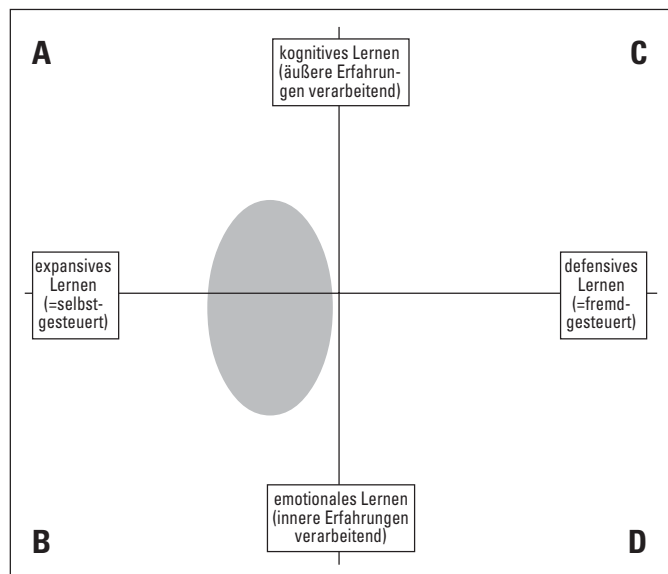 A
kognitives Lernen
(äußere Erfahrun-
gen verarbeitend)
C
expansives
Lernen
(=selbst-
gesteuert)
defensives
Lernen
(=fremd-
gesteuert)
B
emotionales Lernen
(innere Erfahrungen
verarbeitend)
D